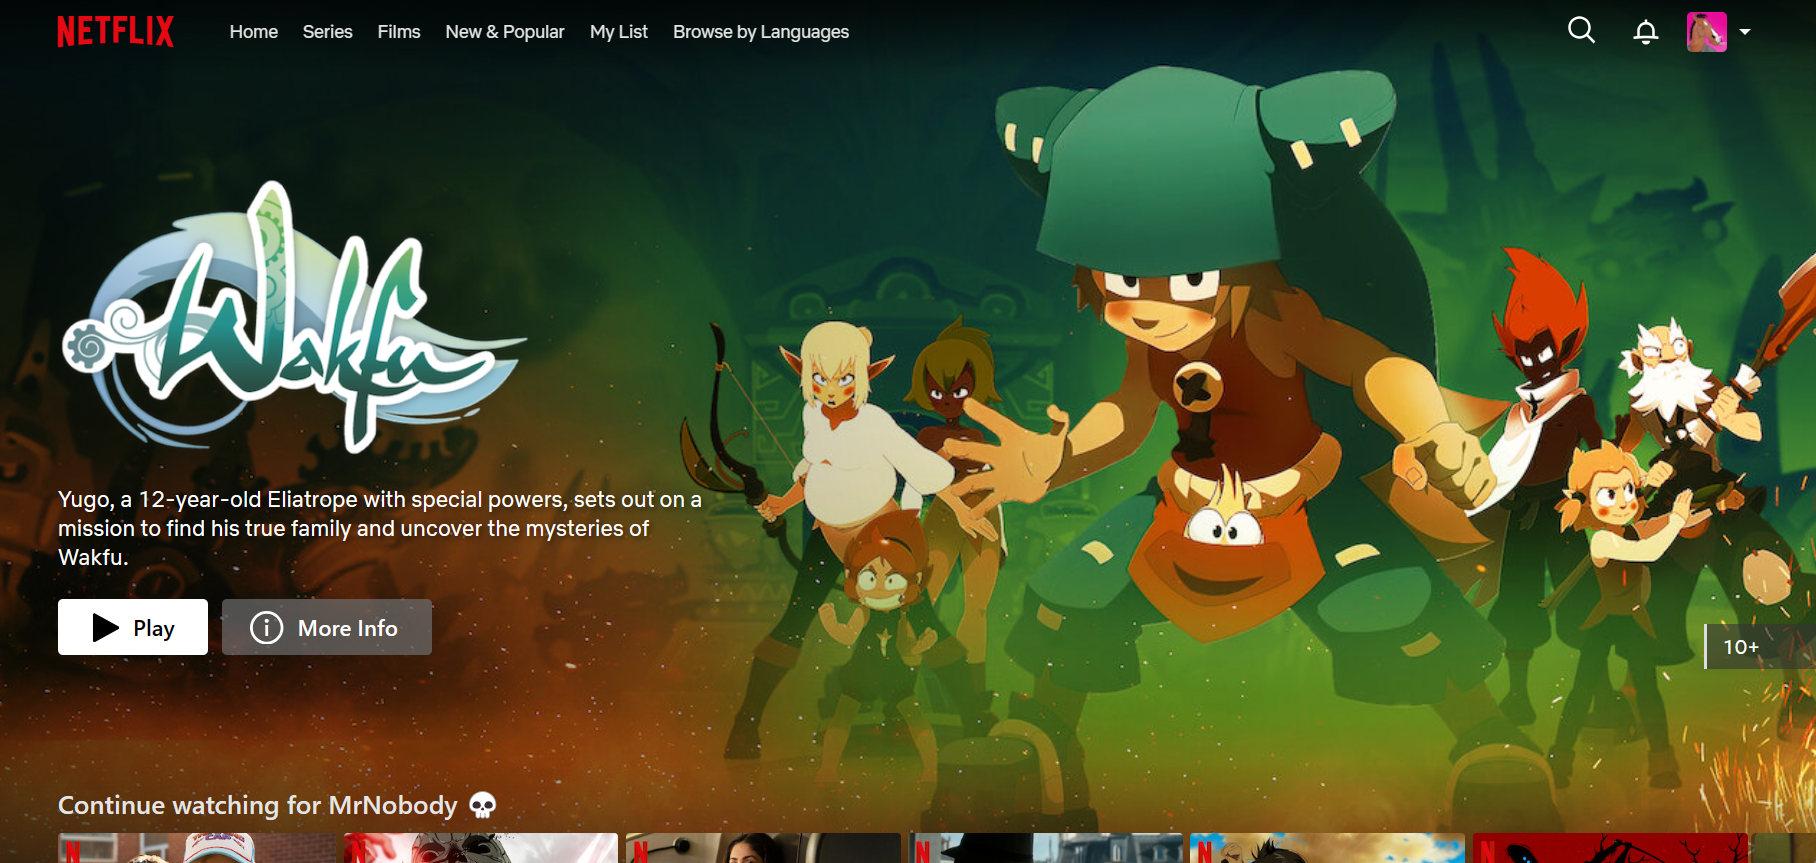 NETFLIX
Home
Series
Films
New & Popular
My List
Browse by Languages
Wakfu
Yugo, a 12-year-old Eliatrope with special powers, sets out on a
mission to find his true family and uncover the mysteries of
Wakfu.
Play
More Info
10+
Continue watching for MrNobody 💀
N
N
N
N
N
N